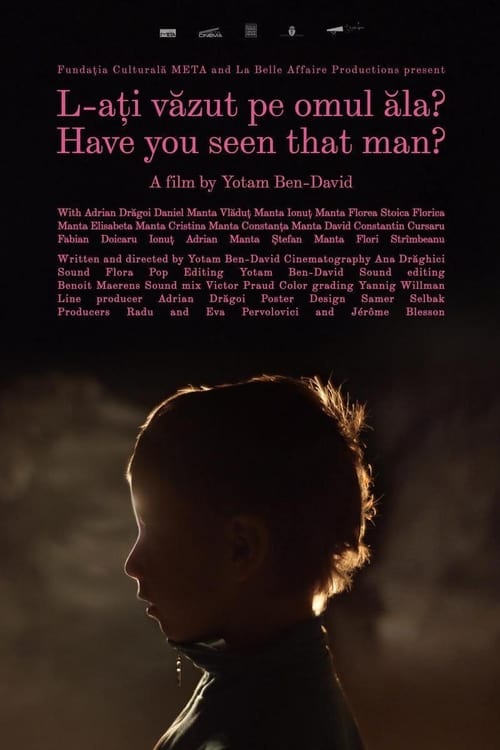 META
CINEMA
Fundația Culturală META and La Belle Affaire Productions present
L-ați văzut pe omul ăla?
Have you seen that man?
A film by Yotam Ben-David
With Adrian Drăgoi Daniel Manta Vlăduț Manta Ionuț Manta Florea Stoica Florica
Manta Elisabeta Manta Cristina Manta Constanța Manta David Constantin Cursaru
Fabian Doicaru Ionuț Adrian Manta Ștefan Manta Flori Strîmbeanu
Written and directed by Yotam Ben-David Cinematography Ana Drăghici
Sound Flora Pop Editing Yotam Ben-David Sound editing
Benoit Maerens Sound mix Victor Praud Color grading Yannig Willman
Line producer Adrian Drăgoi Poster Design Samer Selbak
Producers Radu and Eva Pervolovici and Jérôme Blesson